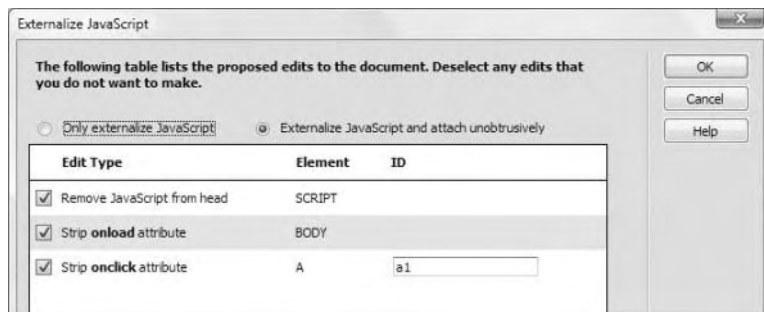 Externalize JavaScript
The following table lists the proposed edits to the document. Deselect any edits that
you do not want to make.
OK
Cancel
Help
Only externalize JavaScript Externalize JavaScript and attach unobtrusively
Edit Type Element ID
Remove JavaScript from head SCRIPT
Strip onload attribute BODY
Strip onclick attribute A a1